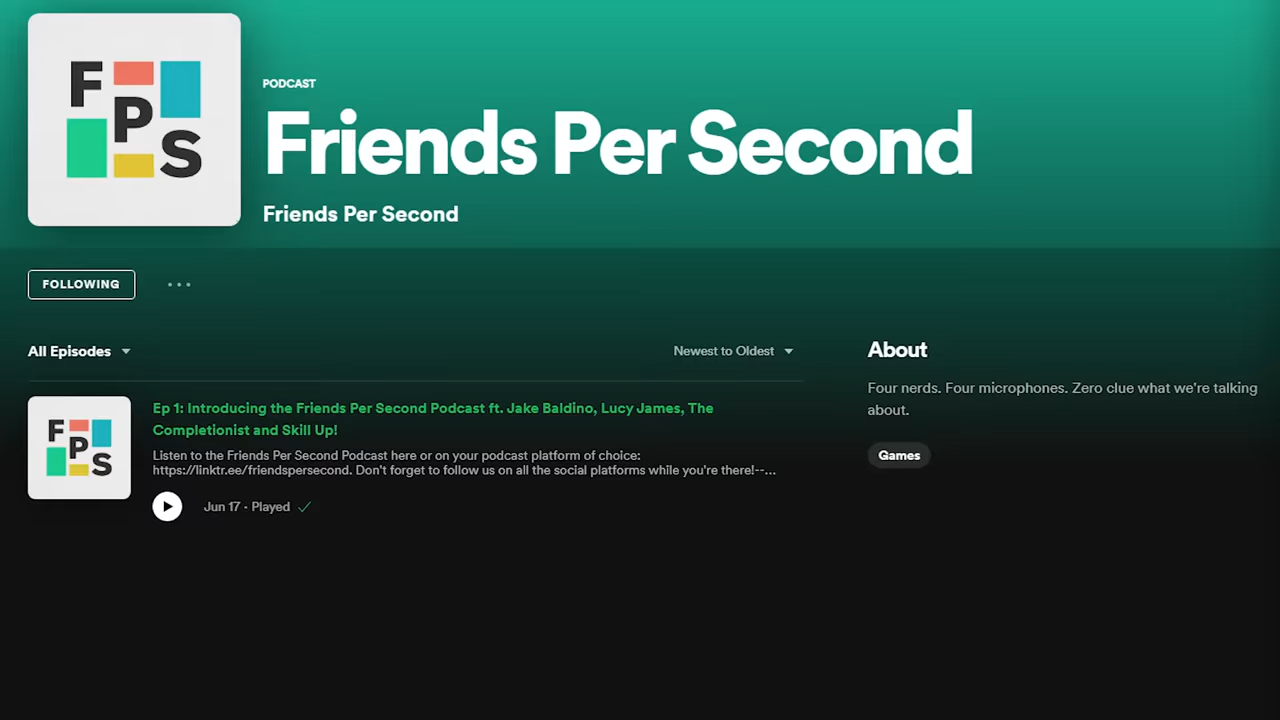 F
P
S
PODCAST
Friends Per Second
Friends Per Second
FOLLOWING
All Episodes
Newest to Oldest
F
P
S
Ep 1: Introducing the Friends Per Second Podcast ft. Jake Baldino, Lucy James, The
Completionist and Skill Up!
Listen to the Friends Per Second Podcast here or on your podcast platform of choice:
https://linktr.ee/friendspersecond. Don't forget to follow us on all the social platforms while you're there!--...
Jun 17 · Played
About
Four nerds. Four microphones. Zero clue what we're talking
about.
Games